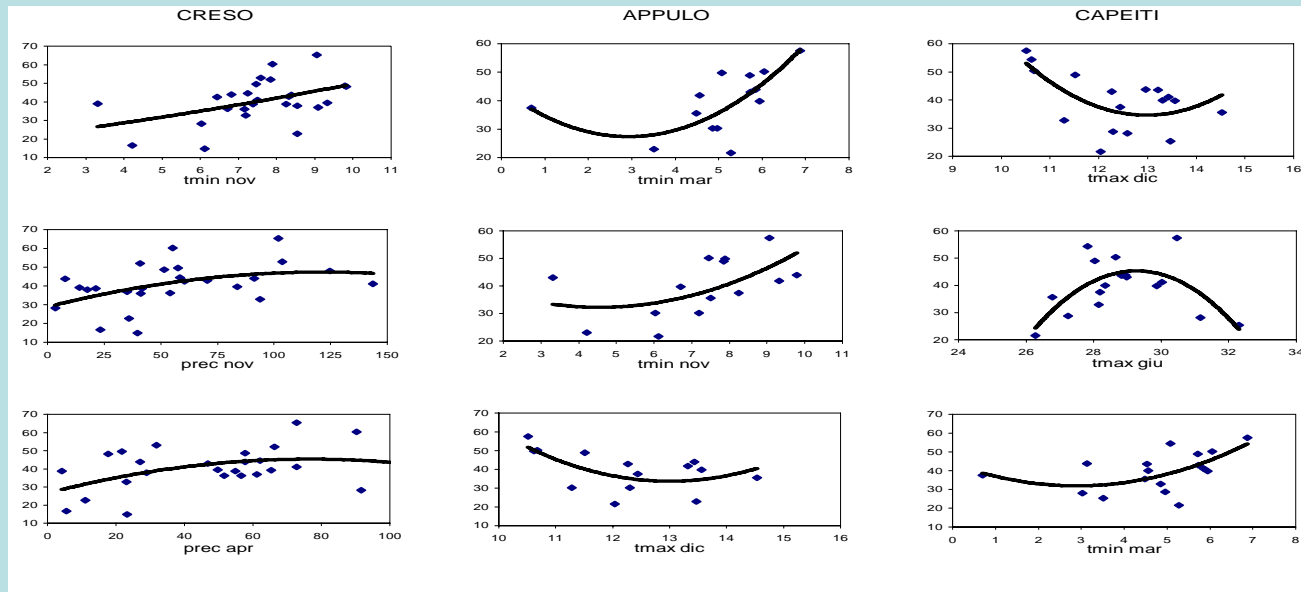 CRESO APPULO CAPEITI
70
60
50
40
30
20
10
2 3 4 5 6 7 8 9 10 11
tmin nov
60
50
40
30
20
0 1 2 3 4 5 6 7 8
tmin mar
60
50
40
30
20
9 10 11 12 13 14 15 16
tmax dic
70
60
50
40
30
20
10
0 25 50 75 100 125 150
prec nov
60
50
40
30
20
2 3 4 5 6 7 8 9 10 11
tmin nov
60
50
40
30
20
24 26 28 30 32 34
tmax giu
70
60
50
40
30
20
10
0 20 40 60 80 100
prec apr
70
60
50
40
30
20
10
10 11 12 13 14 15 16
tmax dic
70
60
50
40
30
20
10
0 1 2 3 4 5 6 7 8
tmin mar